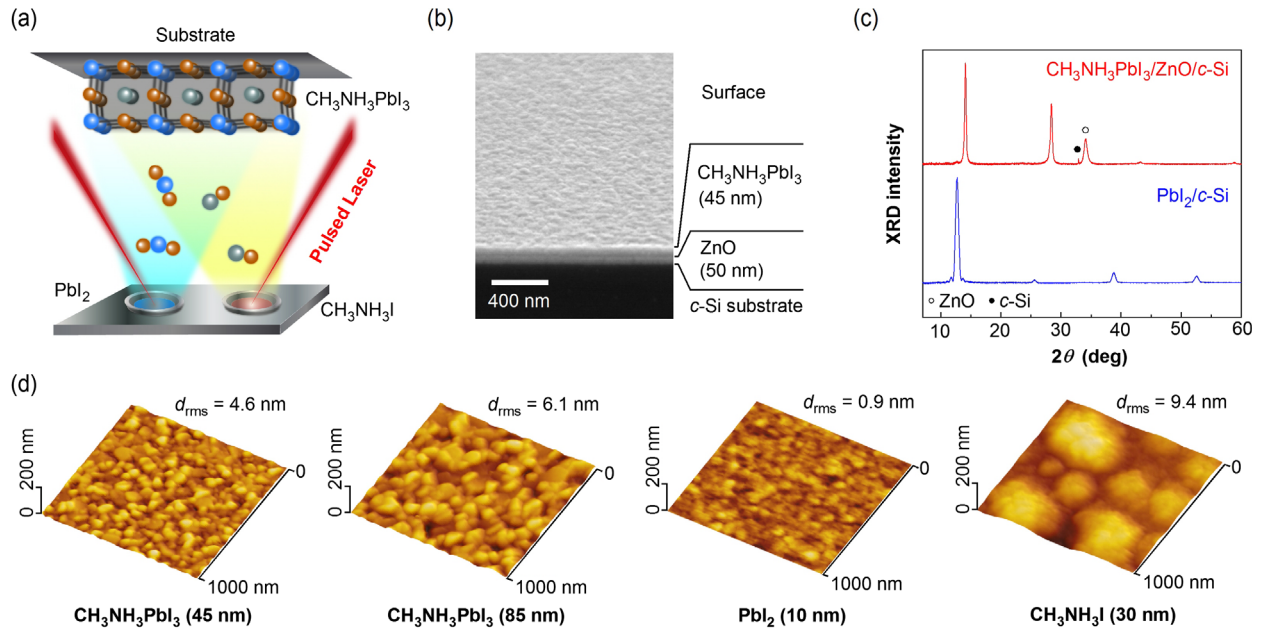 (a)
Substrate
CH₃NH₃PbI₃
Pulsed Laser
PbI₂
CH₃NH₃I
(b)
Surface
CH₃NH₃PbI₃
(45 nm)
ZnO
(50 nm)
c-Si substrate
400 nm
(c)
CH₃NH₃PbI₃/ZnO/c-Si
PbI₂/c-Si
XRD intensity
○ ZnO ● c-Si
10 20 30 40 50 60
2θ (deg)
(d)
d_rms = 4.6 nm
200 nm
0
0
1000 nm
CH₃NH₃PbI₃ (45 nm)
d_rms = 6.1 nm
200 nm
0
0
1000 nm
CH₃NH₃PbI₃ (85 nm)
d_rms = 0.9 nm
200 nm
0
0
1000 nm
PbI₂ (10 nm)
d_rms = 9.4 nm
200 nm
0
0
1000 nm
CH₃NH₃I (30 nm)